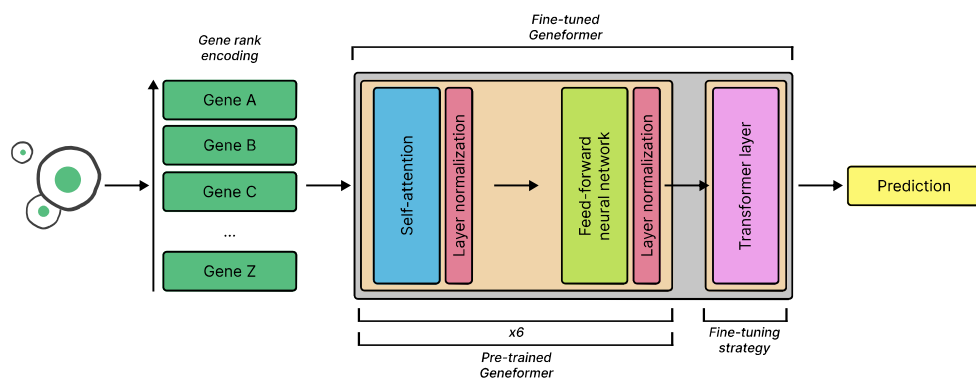 Fine-tuned
Geneformer
Gene rank
encoding
Gene A
Gene B
Gene C
...
Gene Z
Self-attention
Layer normalization
Feed-forward
neural network
Layer normalization
Transformer layer
Prediction
x6
Pre-trained
Geneformer
Fine-tuning
strategy